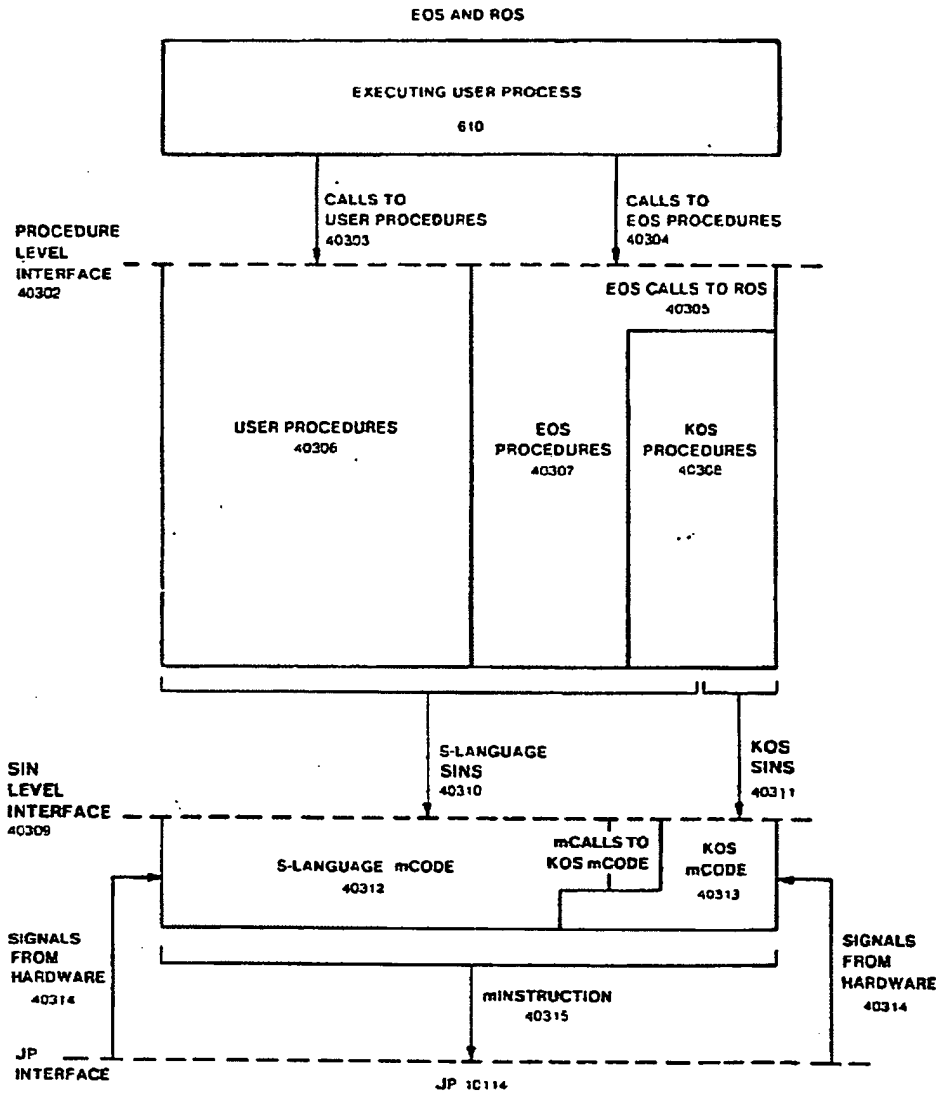 EOS AND ROS
EXECUTING USER PROCESS
610
CALLS TO
USER PROCEDURES
40303
CALLS TO
EOS PROCEDURES
40304
PROCEDURE
LEVEL
INTERFACE
40302
EOS CALLS TO ROS
40305
USER PROCEDURES
40306
EOS
PROCEDURES
40307
KOS
PROCEDURES
40308
S-LANGUAGE
SINS
40310
KOS
SINS
40311
SIN
LEVEL
INTERFACE
40309
S-LANGUAGE mCODE
40312
mCALLS TO
KOS mCODE
KOS
mCODE
40313
SIGNALS
FROM
HARDWARE
40314
mINSTRUCTION
40315
SIGNALS
FROM
HARDWARE
40314
JP
INTERFACE
JP 10114